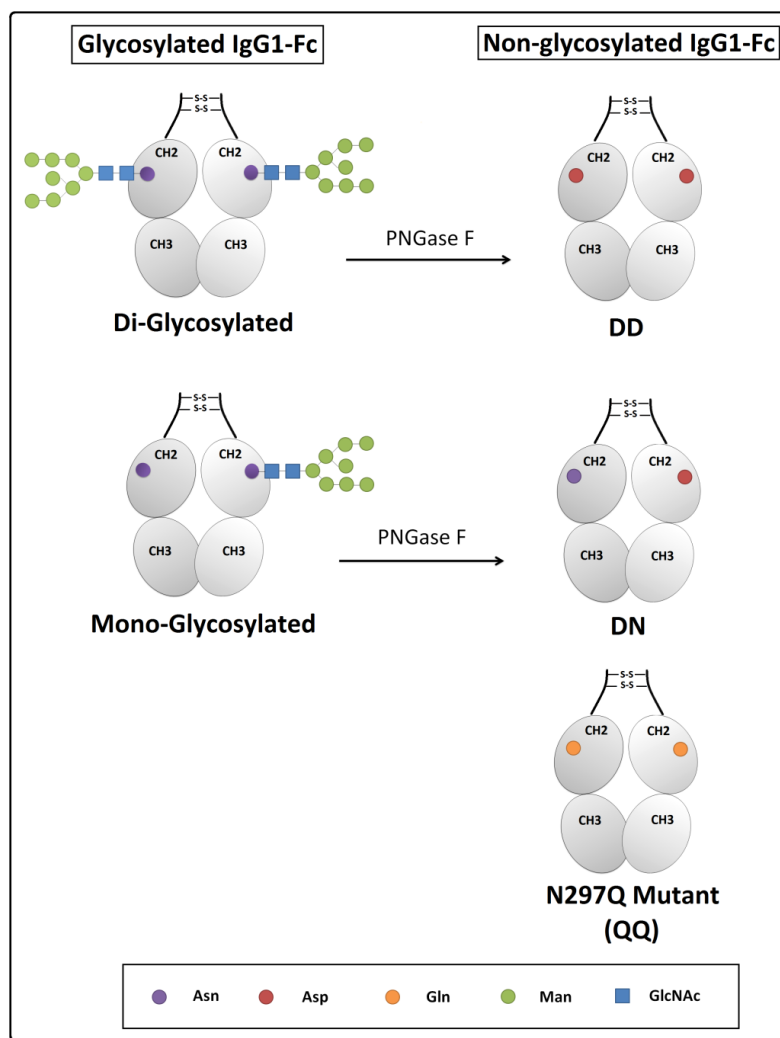 Glycosylated IgG1-Fc
Non-glycosylated IgG1-Fc
S-S
S-S
CH2
CH2
CH3
CH3
Di-Glycosylated
PNGase F
S-S
S-S
CH2
CH2
CH3
CH3
DD
S-S
S-S
CH2
CH2
CH3
CH3
Mono-Glycosylated
PNGase F
S-S
S-S
CH2
CH2
CH3
CH3
DN
S-S
S-S
CH2
CH2
CH3
CH3
N297Q Mutant
(QQ)
Asn
Asp
Gln
Man
GlcNAc